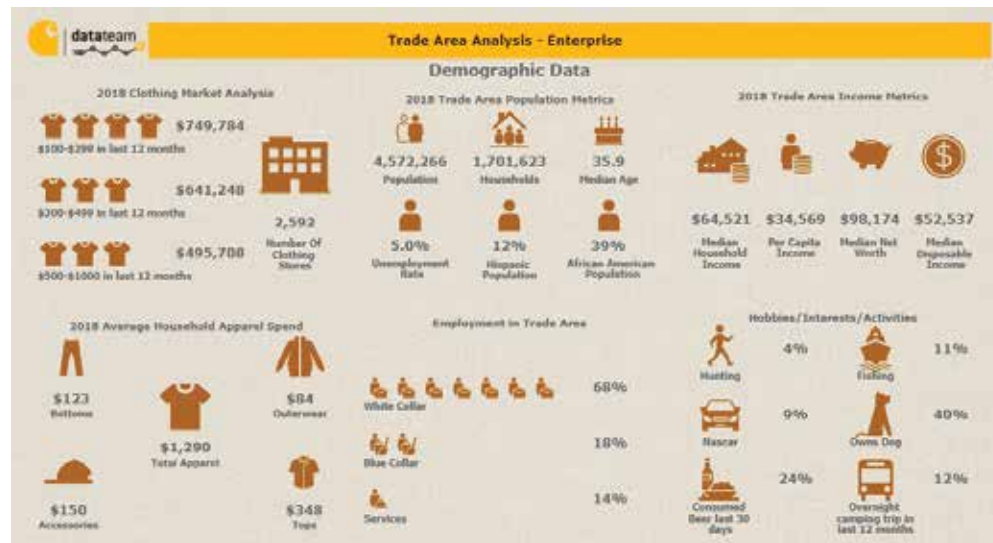 datateam
Trade Area Analysis - Enterprise
Demographic Data
2018 Clothing Market Analysis
$749,784
$100-$299 in last 12 months
$641,248
$200-$499 in last 12 months
$495,708
$500-$1000 in last 12 months
2,592
Number Of
Clothing
Stores
2018 Trade Area Population Metrics
4,572,266
Population
1,701,623
Households
35.9
Median Age
5.0%
Unemployment
Rate
12%
Hispanic
Population
39%
African American
Population
2018 Trade Area Income Metrics
$64,521
Median
Household
Income
$34,569
Per Capita
Income
$98,174
Median Net
Worth
$52,537
Median
Disposable
Income
2018 Average Household Apparel Spend
$123
Bottoms
$84
Outerwear
$1,290
Total Apparel
$150
Accessories
$348
Tops
Employment in Trade Area
68%
White Collar
18%
Blue Collar
14%
Services
Hobbies/Interests/Activities
4%
Hunting
11%
Fishing
9%
Nascar
40%
Owns Dog
24%
Consumed
Beer last 30
days
12%
Overnight
camping trip in
last 12 months